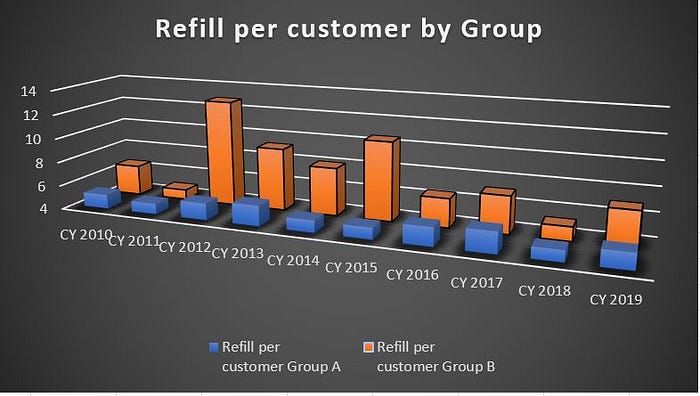 Refill per customer by Group
14
12
10
8
6
4
CY 2010
CY 2011
CY 2012
CY 2013
CY 2014
CY 2015
CY 2016
CY 2017
CY 2018
CY 2019
Refill per
customer Group A
Refill per
customer Group B